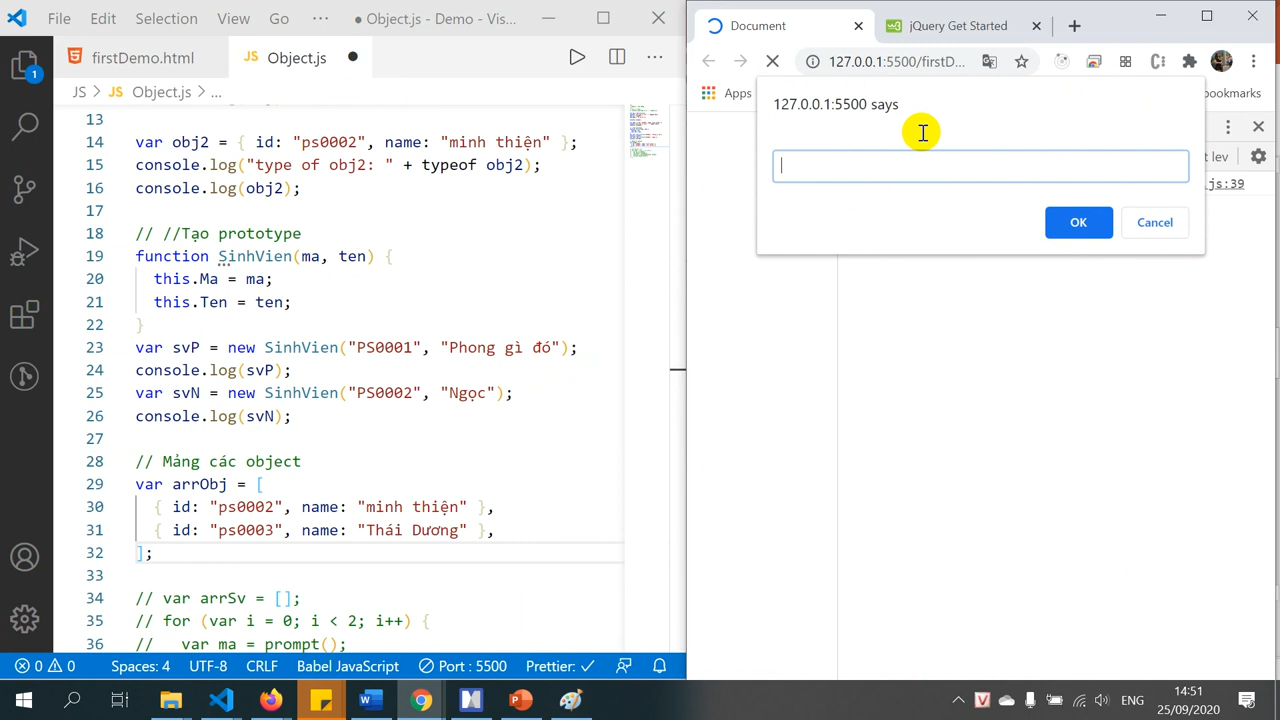 File Edit Selection View Go ··· ● Object.js - Demo - Vis...
firstDemo.html
JS Object.js ●
JS > JS Object.js > ...
1
13
14 var obj2 = { id: "ps0002", name: "minh thiện" };
15 console.log("type of obj2: " + typeof obj2);
16 console.log(obj2);
17
18 // //Tạo prototype
19 function SinhVien(ma, ten) {
20 this.Ma = ma;
21 this.Ten = ten;
22 }
23 var svP = new SinhVien("PS0001", "Phong gì đó");
24 console.log(svP);
25 var svN = new SinhVien("PS0002", "Ngọc");
26 console.log(svN);
27
28 // Mảng các object
29 var arrObj = [
30 { id: "ps0002", name: "minh thiện" },
31 { id: "ps0003", name: "Thái Dương" },
32 ];
33
34 // var arrSv = [];
35 // for (var i = 0; i < 2; i++) {
36 // var ma = prompt();
0 0 Spaces: 4 UTF-8 CRLF Babel JavaScript Port : 5500 Prettier: ✓
Document
jQuery Get Started
127.0.0.1:5500/firstD...
Apps
bookmarks
127.0.0.1:5500 says
OK
Cancel
t lev
js:39
ENG
14:51
25/09/2020